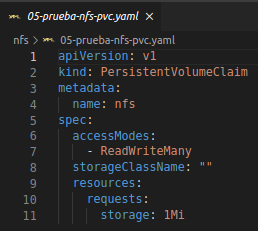 05-prueba-nfs-pvc.yaml ×
nfs > 05-prueba-nfs-pvc.yaml
1 apiVersion: v1
2 kind: PersistentVolumeClaim
3 metadata:
4   name: nfs
5 spec:
6   accessModes:
7     - ReadWriteMany
8   storageClassName: ""
9   resources:
10     requests:
11       storage: 1Mi